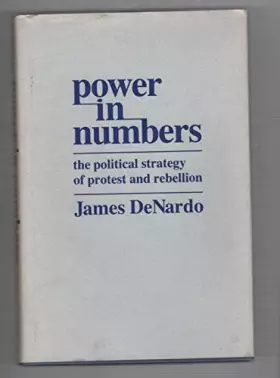 power
in
numbers
the political strategy
of protest and rebellion
James DeNardo